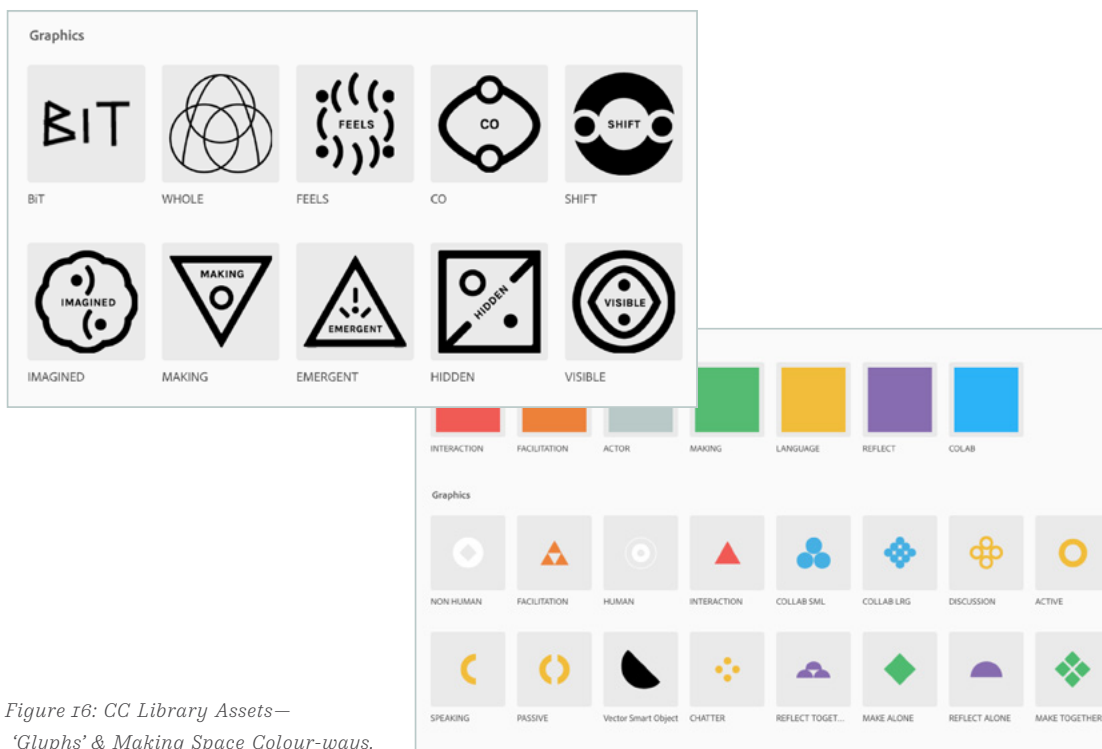 Graphics
BiT
FEELS
CO
SHIFT
BiT WHOLE FEELS CO SHIFT
IMAGINED
MAKING
EMERGENT
HIDDEN
VISIBLE
IMAGINED MAKING EMERGENT HIDDEN VISIBLE
INTERACTION FACILITATION ACTOR MAKING LANGUAGE REFLECT COLAB
Graphics
NON HUMAN FACILITATION HUMAN INTERACTION COLLAB SML COLLAB LRG DISCUSSION ACTIVE
SPEAKING PASSIVE Vector Smart Object CHATTER REFLECT TOGET... MAKE ALONE REFLECT ALONE MAKE TOGETHER
Figure 16: CC Library Assets—
‘Glyphs’ & Making Space Colour-ways.